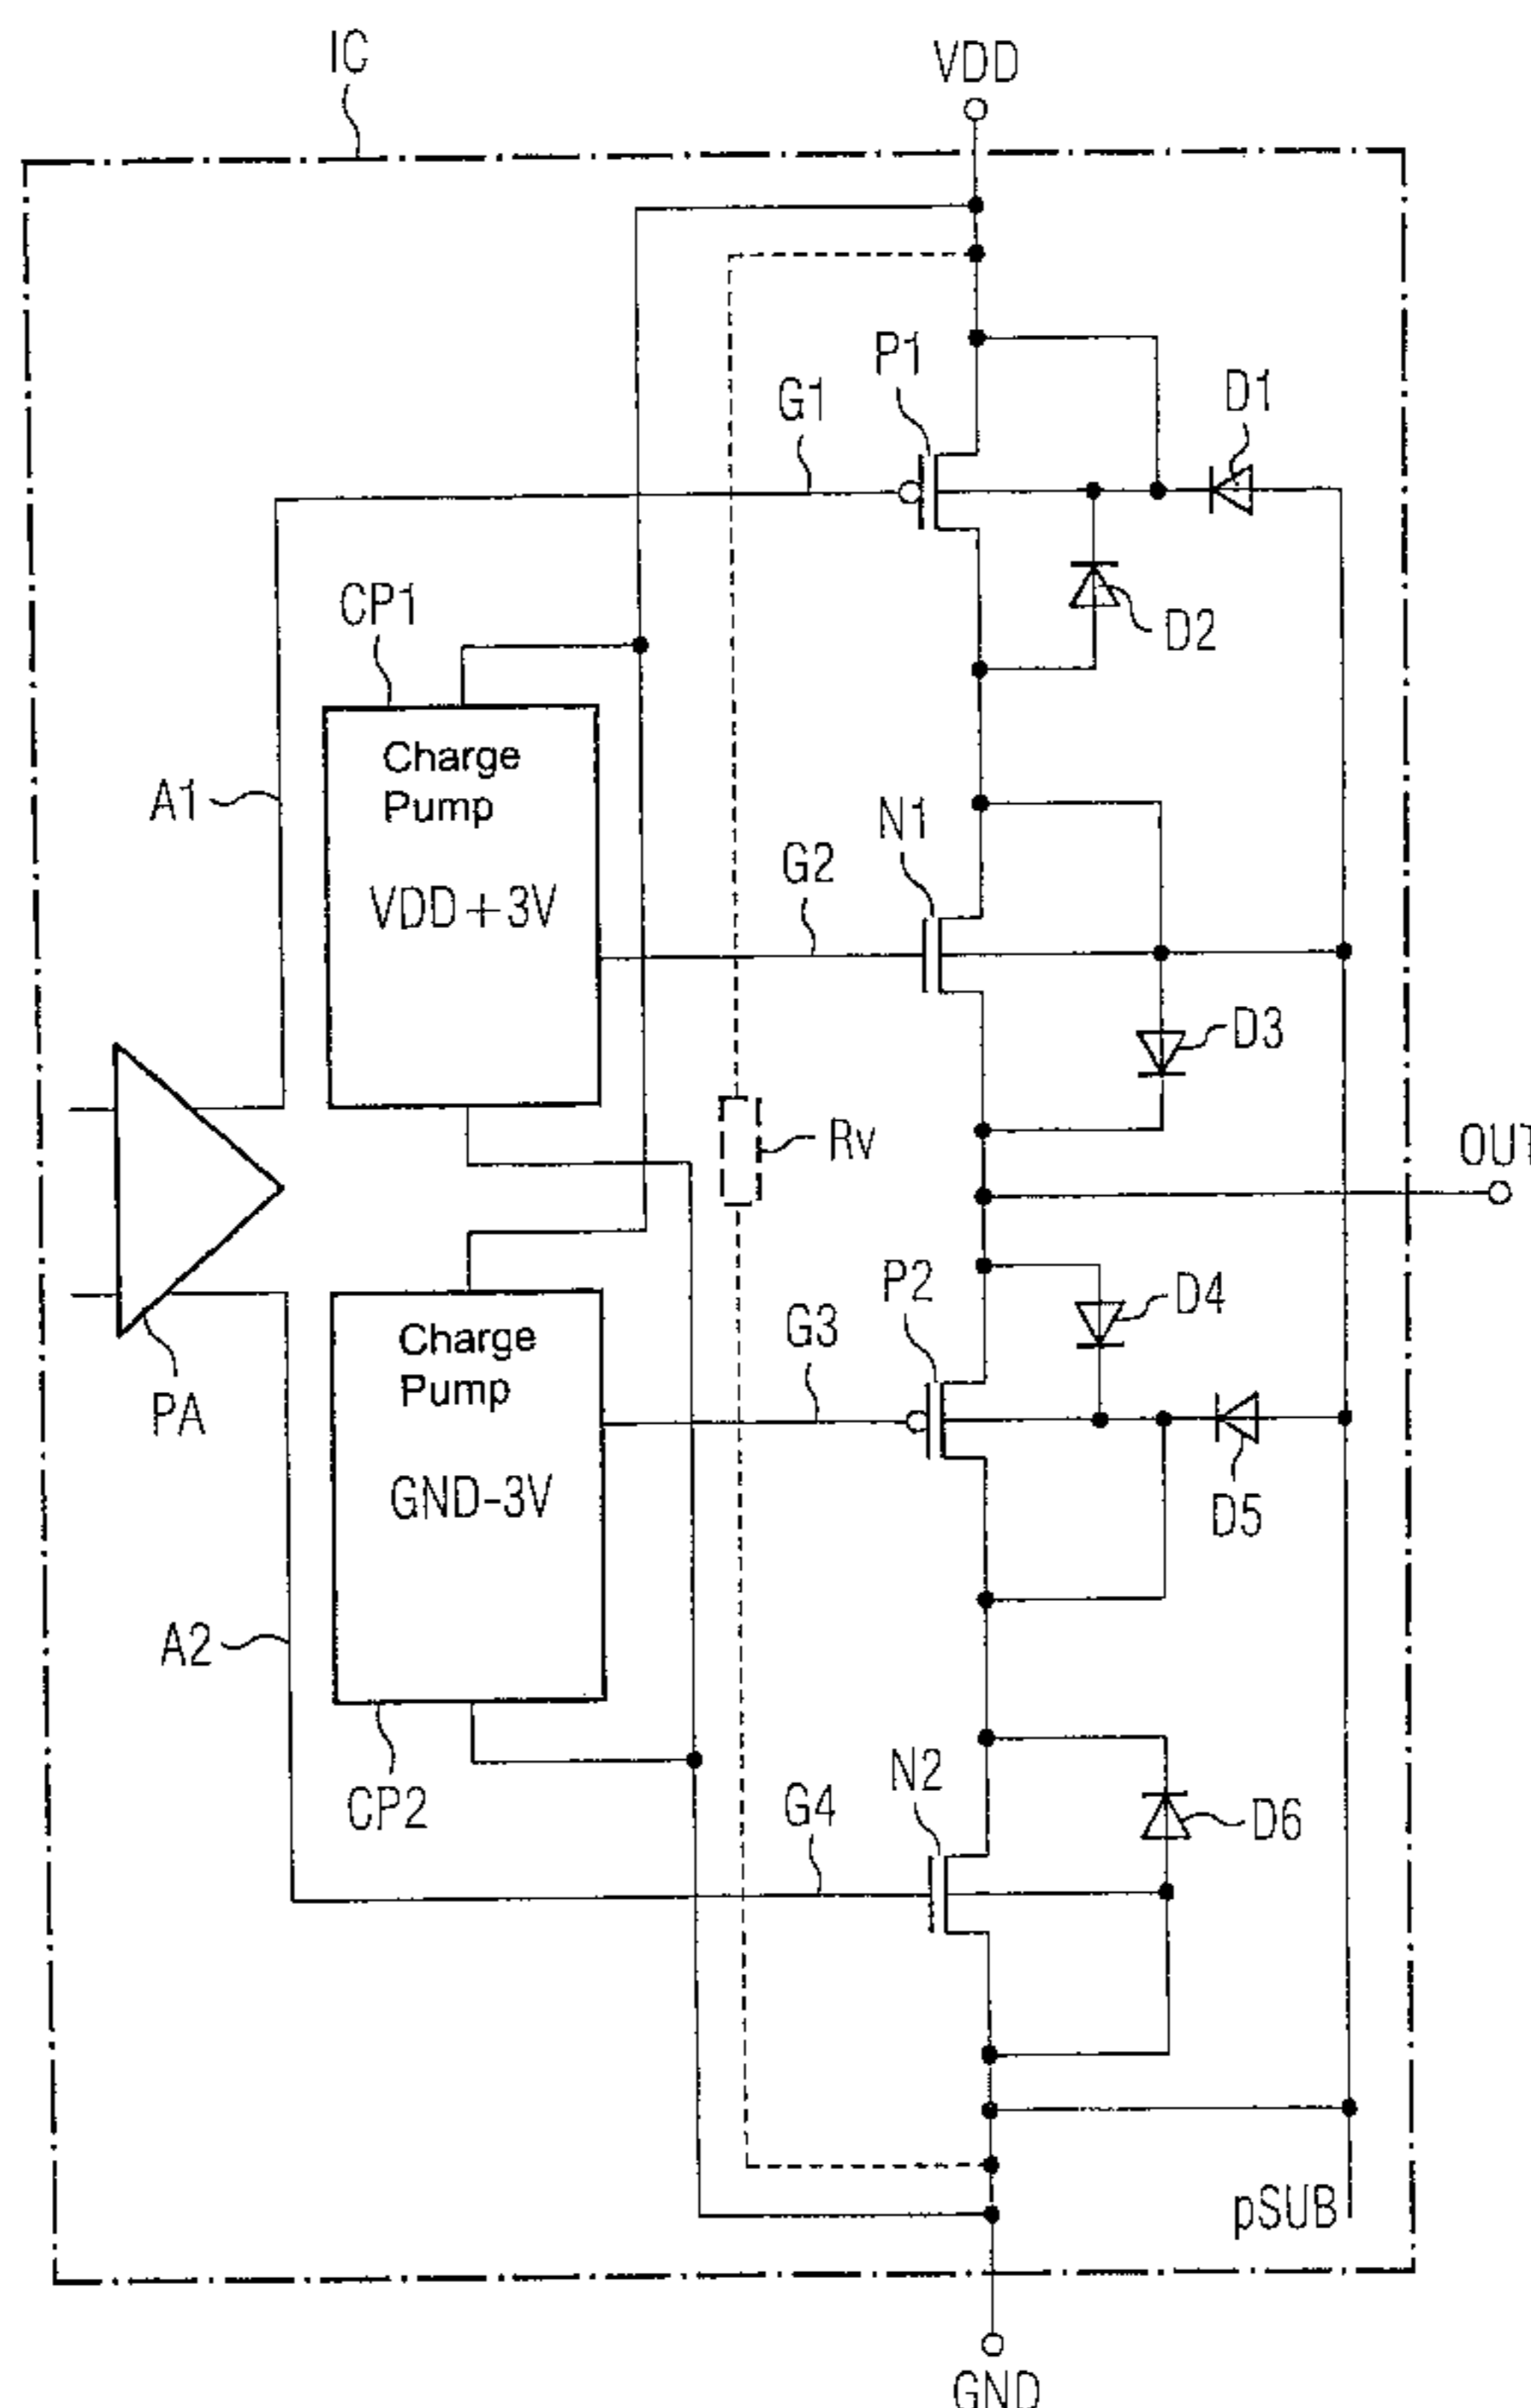 IC
VDD
P1
G1
D1
CP1
D2
Charge
Pump
A1
N1
G2
VDD+3V
D3
Rv
OUT
P2
D4
G3
Charge
Pump
PA
GND-3V
D5
A2
N2
G4
CP2
D6
pSUB
GND